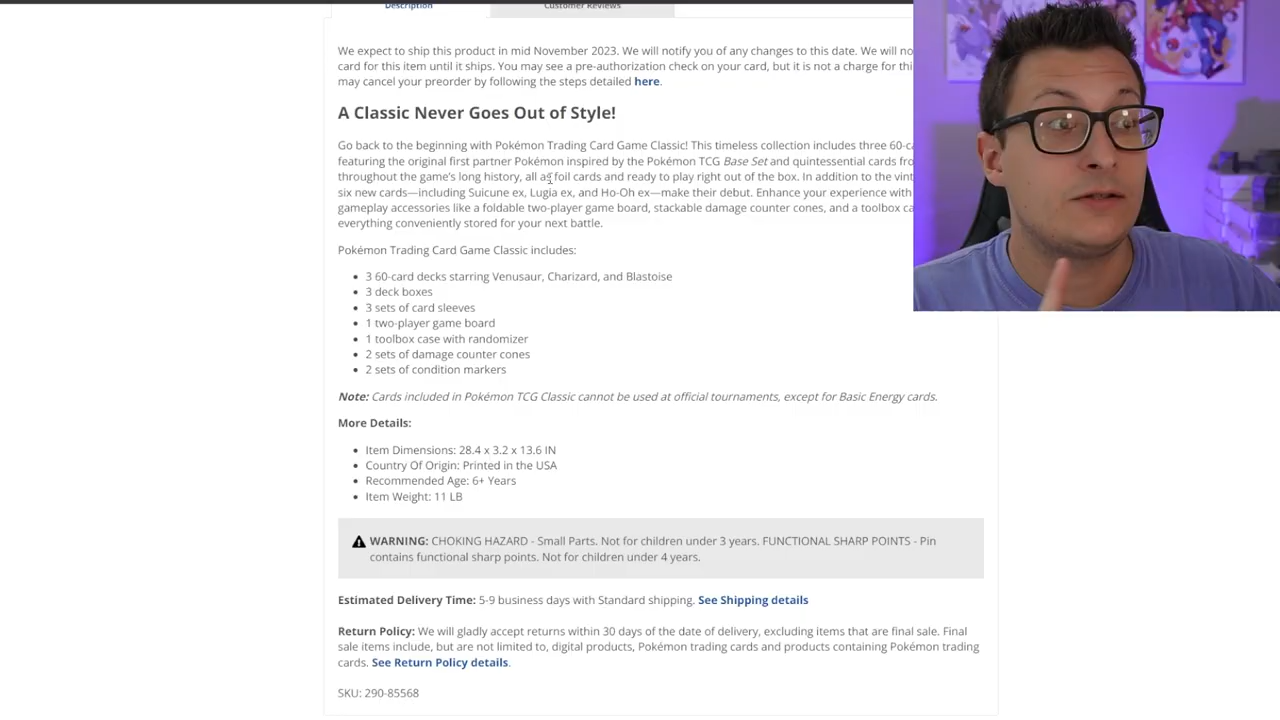 Description
Customer Reviews
We expect to ship this product in mid November 2023. We will notify you of any changes to this date. We will no
card for this item until it ships. You may see a pre-authorization check on your card, but it is not a charge for thi
may cancel your preorder by following the steps detailed here.
A Classic Never Goes Out of Style!
Go back to the beginning with Pokémon Trading Card Game Classic! This timeless collection includes three 60-ca
featuring the original first partner Pokémon inspired by the Pokémon TCG Base Set and quintessential cards fro
throughout the game's long history, all as foil cards and ready to play right out of the box. In addition to the vint
six new cards—including Suicune ex, Lugia ex, and Ho-Oh ex—make their debut. Enhance your experience with
gameplay accessories like a foldable two-player game board, stackable damage counter cones, and a toolbox ca
everything conveniently stored for your next battle.
Pokémon Trading Card Game Classic includes:
• 3 60-card decks starring Venusaur, Charizard, and Blastoise
• 3 deck boxes
• 3 sets of card sleeves
• 1 two-player game board
• 1 toolbox case with randomizer
• 2 sets of damage counter cones
• 2 sets of condition markers
Note: Cards included in Pokémon TCG Classic cannot be used at official tournaments, except for Basic Energy cards.
More Details:
• Item Dimensions: 28.4 x 3.2 x 13.6 IN
• Country Of Origin: Printed in the USA
• Recommended Age: 6+ Years
• Item Weight: 11 LB
WARNING: CHOKING HAZARD - Small Parts. Not for children under 3 years. FUNCTIONAL SHARP POINTS - Pin
contains functional sharp points. Not for children under 4 years.
Estimated Delivery Time: 5-9 business days with Standard shipping. See Shipping details
Return Policy: We will gladly accept returns within 30 days of the date of delivery, excluding items that are final sale. Final
sale items include, but are not limited to, digital products, Pokémon trading cards and products containing Pokémon trading
cards. See Return Policy details.
SKU: 290-85568